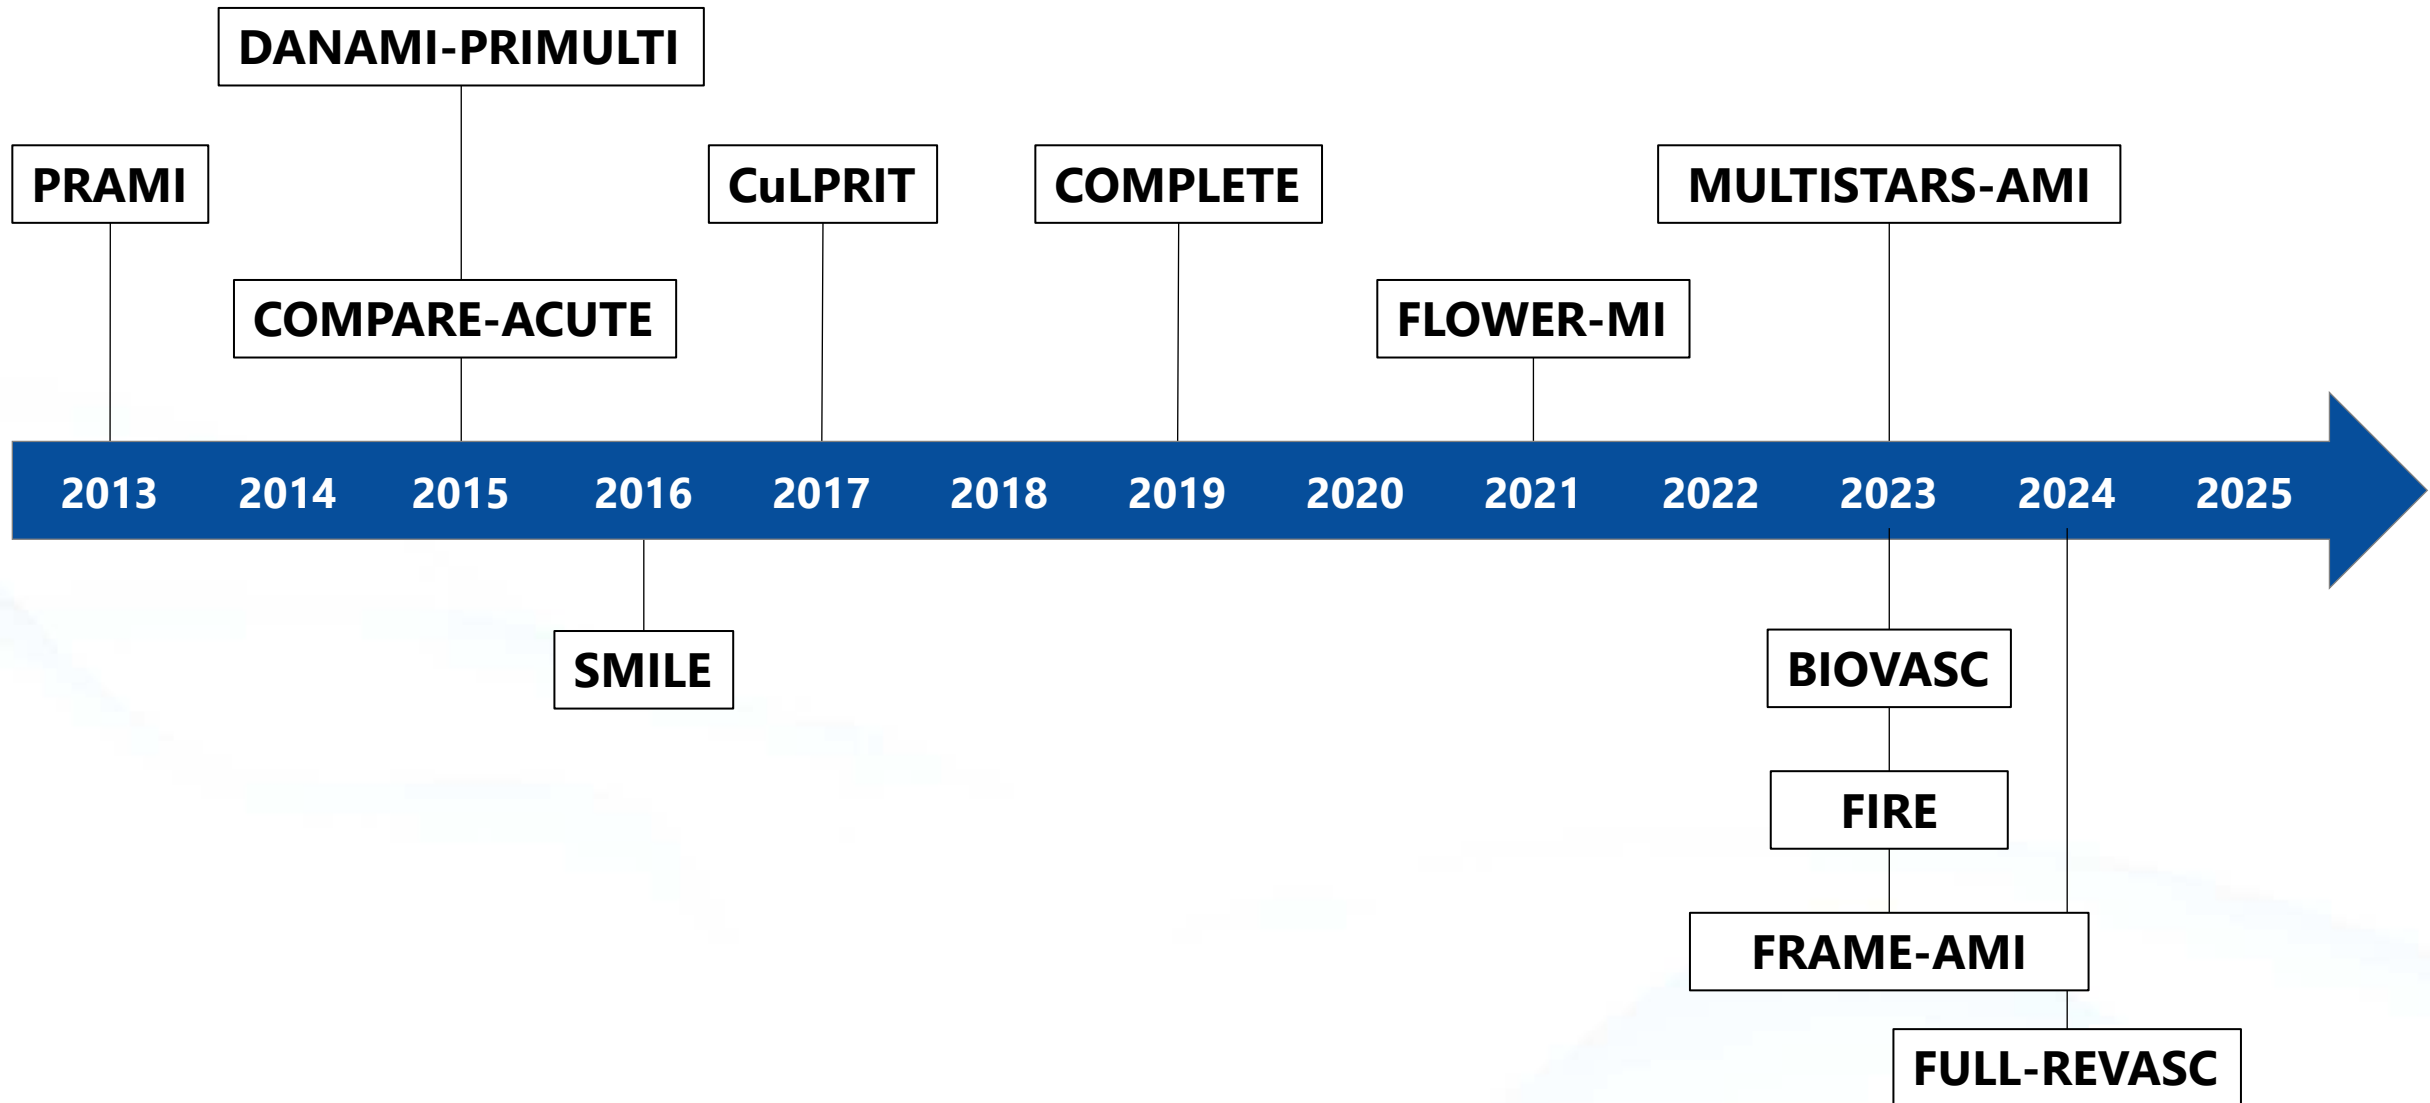 DANAMI-PRIMULTI
PRAMI
CuLPRIT
COMPLETE
MULTISTARS-AMI
COMPARE-ACUTE
FLOWER-MI
2013 2014 2015 2016 2017 2018 2019 2020 2021 2022 2023 2024 2025
SMILE
BIOVASC
FIRE
FRAME-AMI
FULL-REVASC